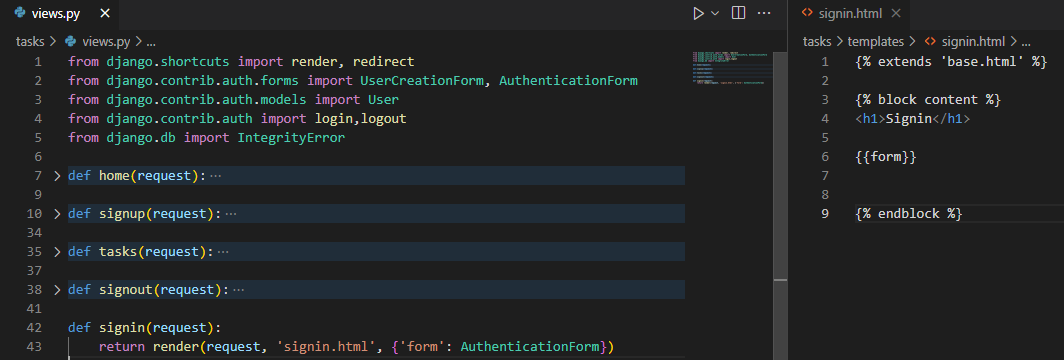 views.py
tasks > views.py > ...
1 from django.shortcuts import render, redirect
2 from django.contrib.auth.forms import UserCreationForm, AuthenticationForm
3 from django.contrib.auth.models import User
4 from django.contrib.auth import login,logout
5 from django.db import IntegrityError
6
7 def home(request): ...
9
10 def signup(request): ...
34
35 def tasks(request): ...
37
38 def signout(request): ...
41
42 def signin(request):
43 return render(request, 'signin.html', {'form': AuthenticationForm})
signin.html
tasks > templates > signin.html > ...
1 {% extends 'base.html' %}
2
3 {% block content %}
4 <h1>Signin</h1>
5
6 {{form}}
7
8
9 {% endblock %}